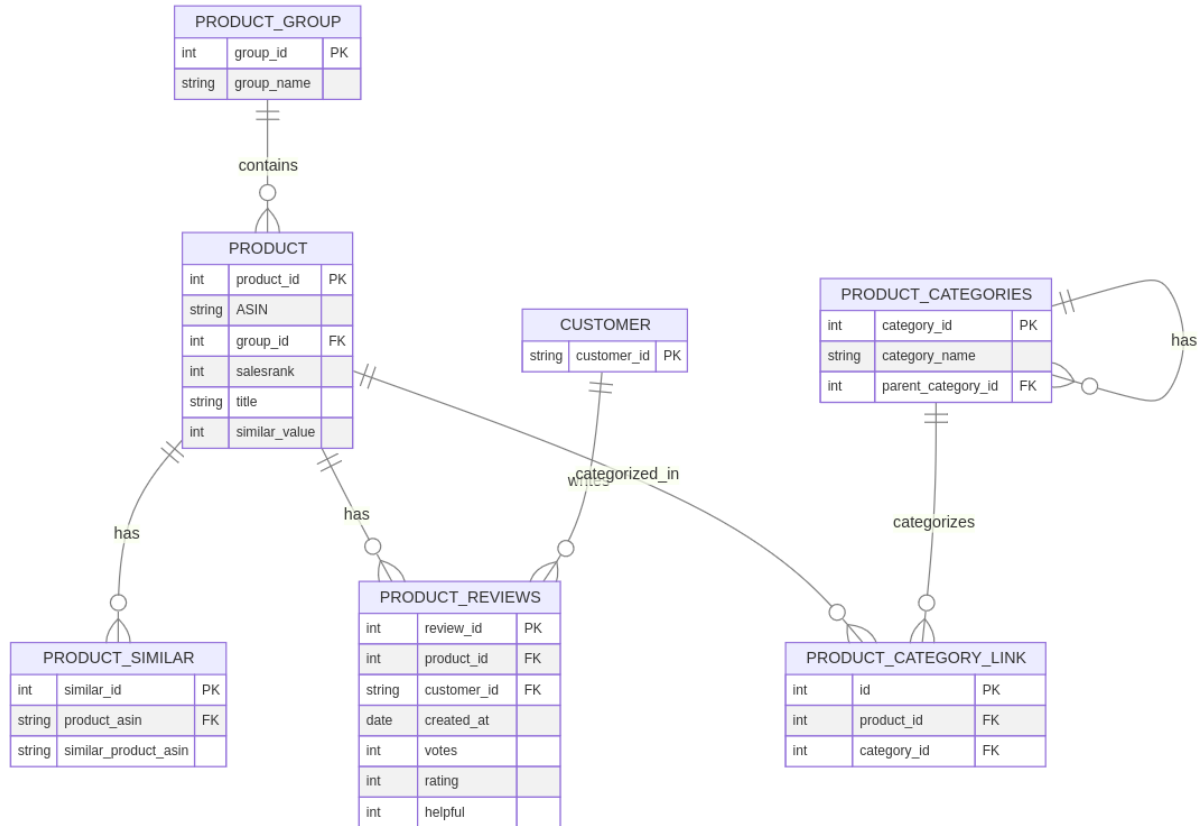 PRODUCT_GROUP
int group_id PK
string group_name
contains
PRODUCT
int product_id PK
string ASIN
int group_id FK
int salesrank
string title
int similar_value
CUSTOMER
string customer_id PK
PRODUCT_CATEGORIES
int category_id PK
string category_name
int parent_category_id FK
has
categorized_in
has
has
categorizes
PRODUCT_SIMILAR
int similar_id PK
string product_asin FK
string similar_product_asin
PRODUCT_REVIEWS
int review_id PK
int product_id FK
string customer_id FK
date created_at
int votes
int rating
int helpful
PRODUCT_CATEGORY_LINK
int id PK
int product_id FK
int category_id FK